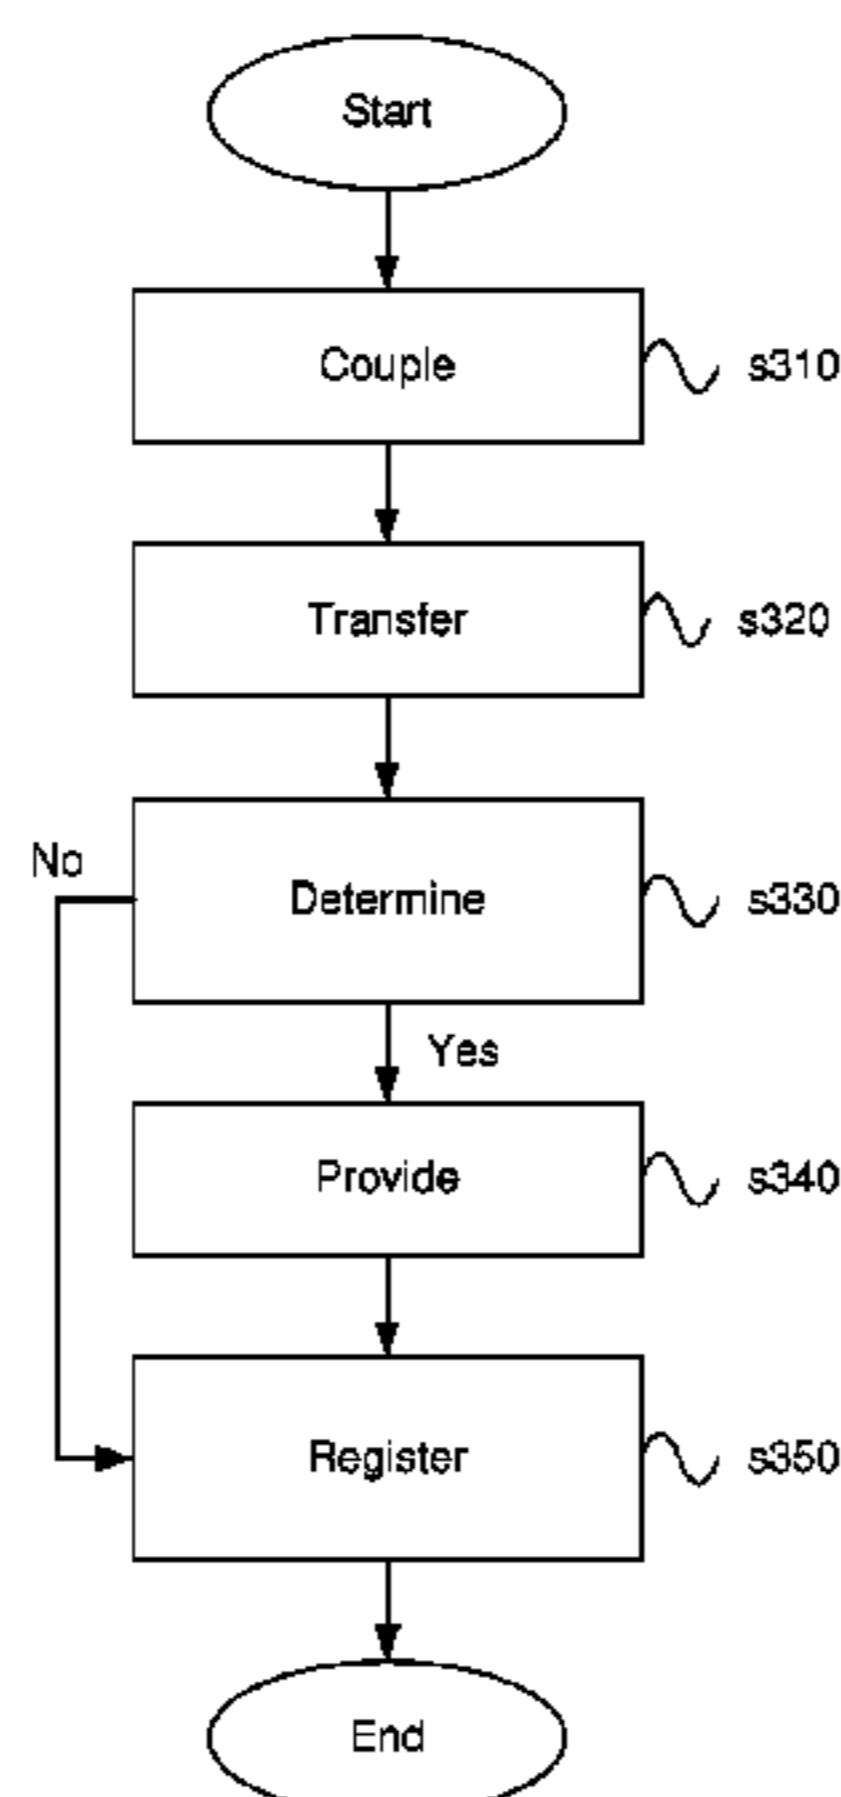 Start
Couple
s310
Transfer
s320
No
Determine
s330
Yes
Provide
s340
Register
s350
End